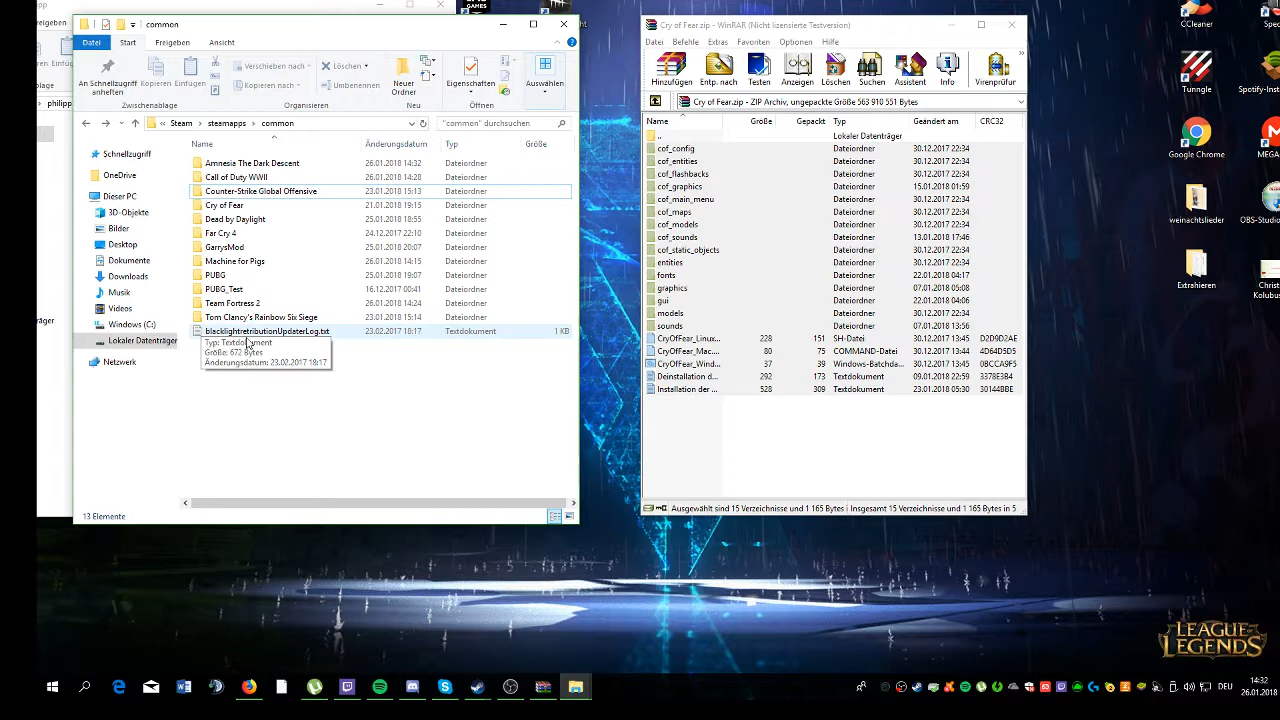 common
Datei Start Freigeben Ansicht
An Schnellzugriff anheften
Kopieren Einfügen
Verschieben nach
Kopieren nach
Löschen
Umbenennen
Neuer Ordner
Eigenschaften
Auswählen
Zwischenablage Organisieren Neu Öffnen
Steam steamapps common
"common" durchsuchen
Name Änderungsdatum Typ Größe
Schnellzugriff
OneDrive
Dieser PC
3D-Objekte
Bilder
Desktop
Dokumente
Downloads
Musik
Videos
Windows (C:)
Lokaler Datenträger
Netzwerk
Amnesia The Dark Descent 26.01.2018 14:32 Dateiordner
Call of Duty WWII 26.01.2018 14:28 Dateiordner
Counter-Strike Global Offensive 23.01.2018 15:13 Dateiordner
Cry of Fear 21.01.2018 19:15 Dateiordner
Dead by Daylight 24.01.2018 18:55 Dateiordner
Far Cry 4 24.12.2017 22:10 Dateiordner
GarrysMod 25.01.2018 20:07 Dateiordner
Machine for Pigs 26.01.2018 14:15 Dateiordner
PUBG 25.01.2018 19:07 Dateiordner
PUBG_Test 16.12.2017 00:41 Dateiordner
Team Fortress 2 26.01.2018 14:24 Dateiordner
Tom Clancy's Rainbow Six Siege 23.01.2018 15:14 Dateiordner
blacklightretributionUpdaterLog.txt 23.02.2017 18:17 Textdokument 1 KB
Typ: Textdokument
Größe: 672 Bytes
Änderungsdatum: 23.02.2017 18:17
13 Elemente
Cry of Fear.zip - WinRAR (Nicht lizensierte Testversion)
Datei Befehle Extras Favoriten Optionen Hilfe
Hinzufügen Entp. nach Testen Anzeigen Löschen Suchen Assistent Info Virenprüfung
Name Größe Gepackt Typ Geändert am CRC32
.. Lokaler Datenträger
cof_config Dateiordner 30.12.2017 22:34
cof_entities Dateiordner 30.12.2017 22:34
cof_flashbacks Dateiordner 30.12.2017 22:34
cof_graphics Dateiordner 15.01.2018 01:59
cof_main_menu Dateiordner 30.12.2017 22:34
cof_maps Dateiordner 30.12.2017 22:34
cof_models Dateiordner 30.12.2017 22:34
cof_sounds Dateiordner 13.01.2018 17:46
cof_static_objects Dateiordner 30.12.2017 22:34
entities Dateiordner 30.12.2017 22:34
fonts Dateiordner 22.01.2018 04:17
graphics Dateiordner 07.01.2018 05:08
gui Dateiordner 22.01.2018 04:06
models Dateiordner 30.12.2017 22:34
sounds Dateiordner 08.01.2018 13:56
CryOfFear_Linux... 228 151 SH-Datei 30.12.2017 13:45 D2D9D2AE
CryOfFear_Mac.... 80 75 COMMAND-Datei 30.12.2017 13:44 4D64D5D5
CryOfFear_Wind... 37 39 Windows-Batchda... 30.12.2017 13:45 0BCCA9F5
Deinstallation d... 292 173 Textdokument 09.01.2018 22:59 3378E3B4
Installation der ... 528 309 Textdokument 23.01.2018 05:30 30144BBE
Ausgewählt sind 15 Verzeichnisse und 1 165 Bytes i Insgesamt 15 Verzeichnisse und 1 165 Bytes in 5
CCleaner
Tunngle
Spotify-Inst
Google Chrome
MEGA
weinachtslieder
OBS-Studio
Extrahieren
LEAGUE OF LEGENDS
DEU
14:32
26.01.2018